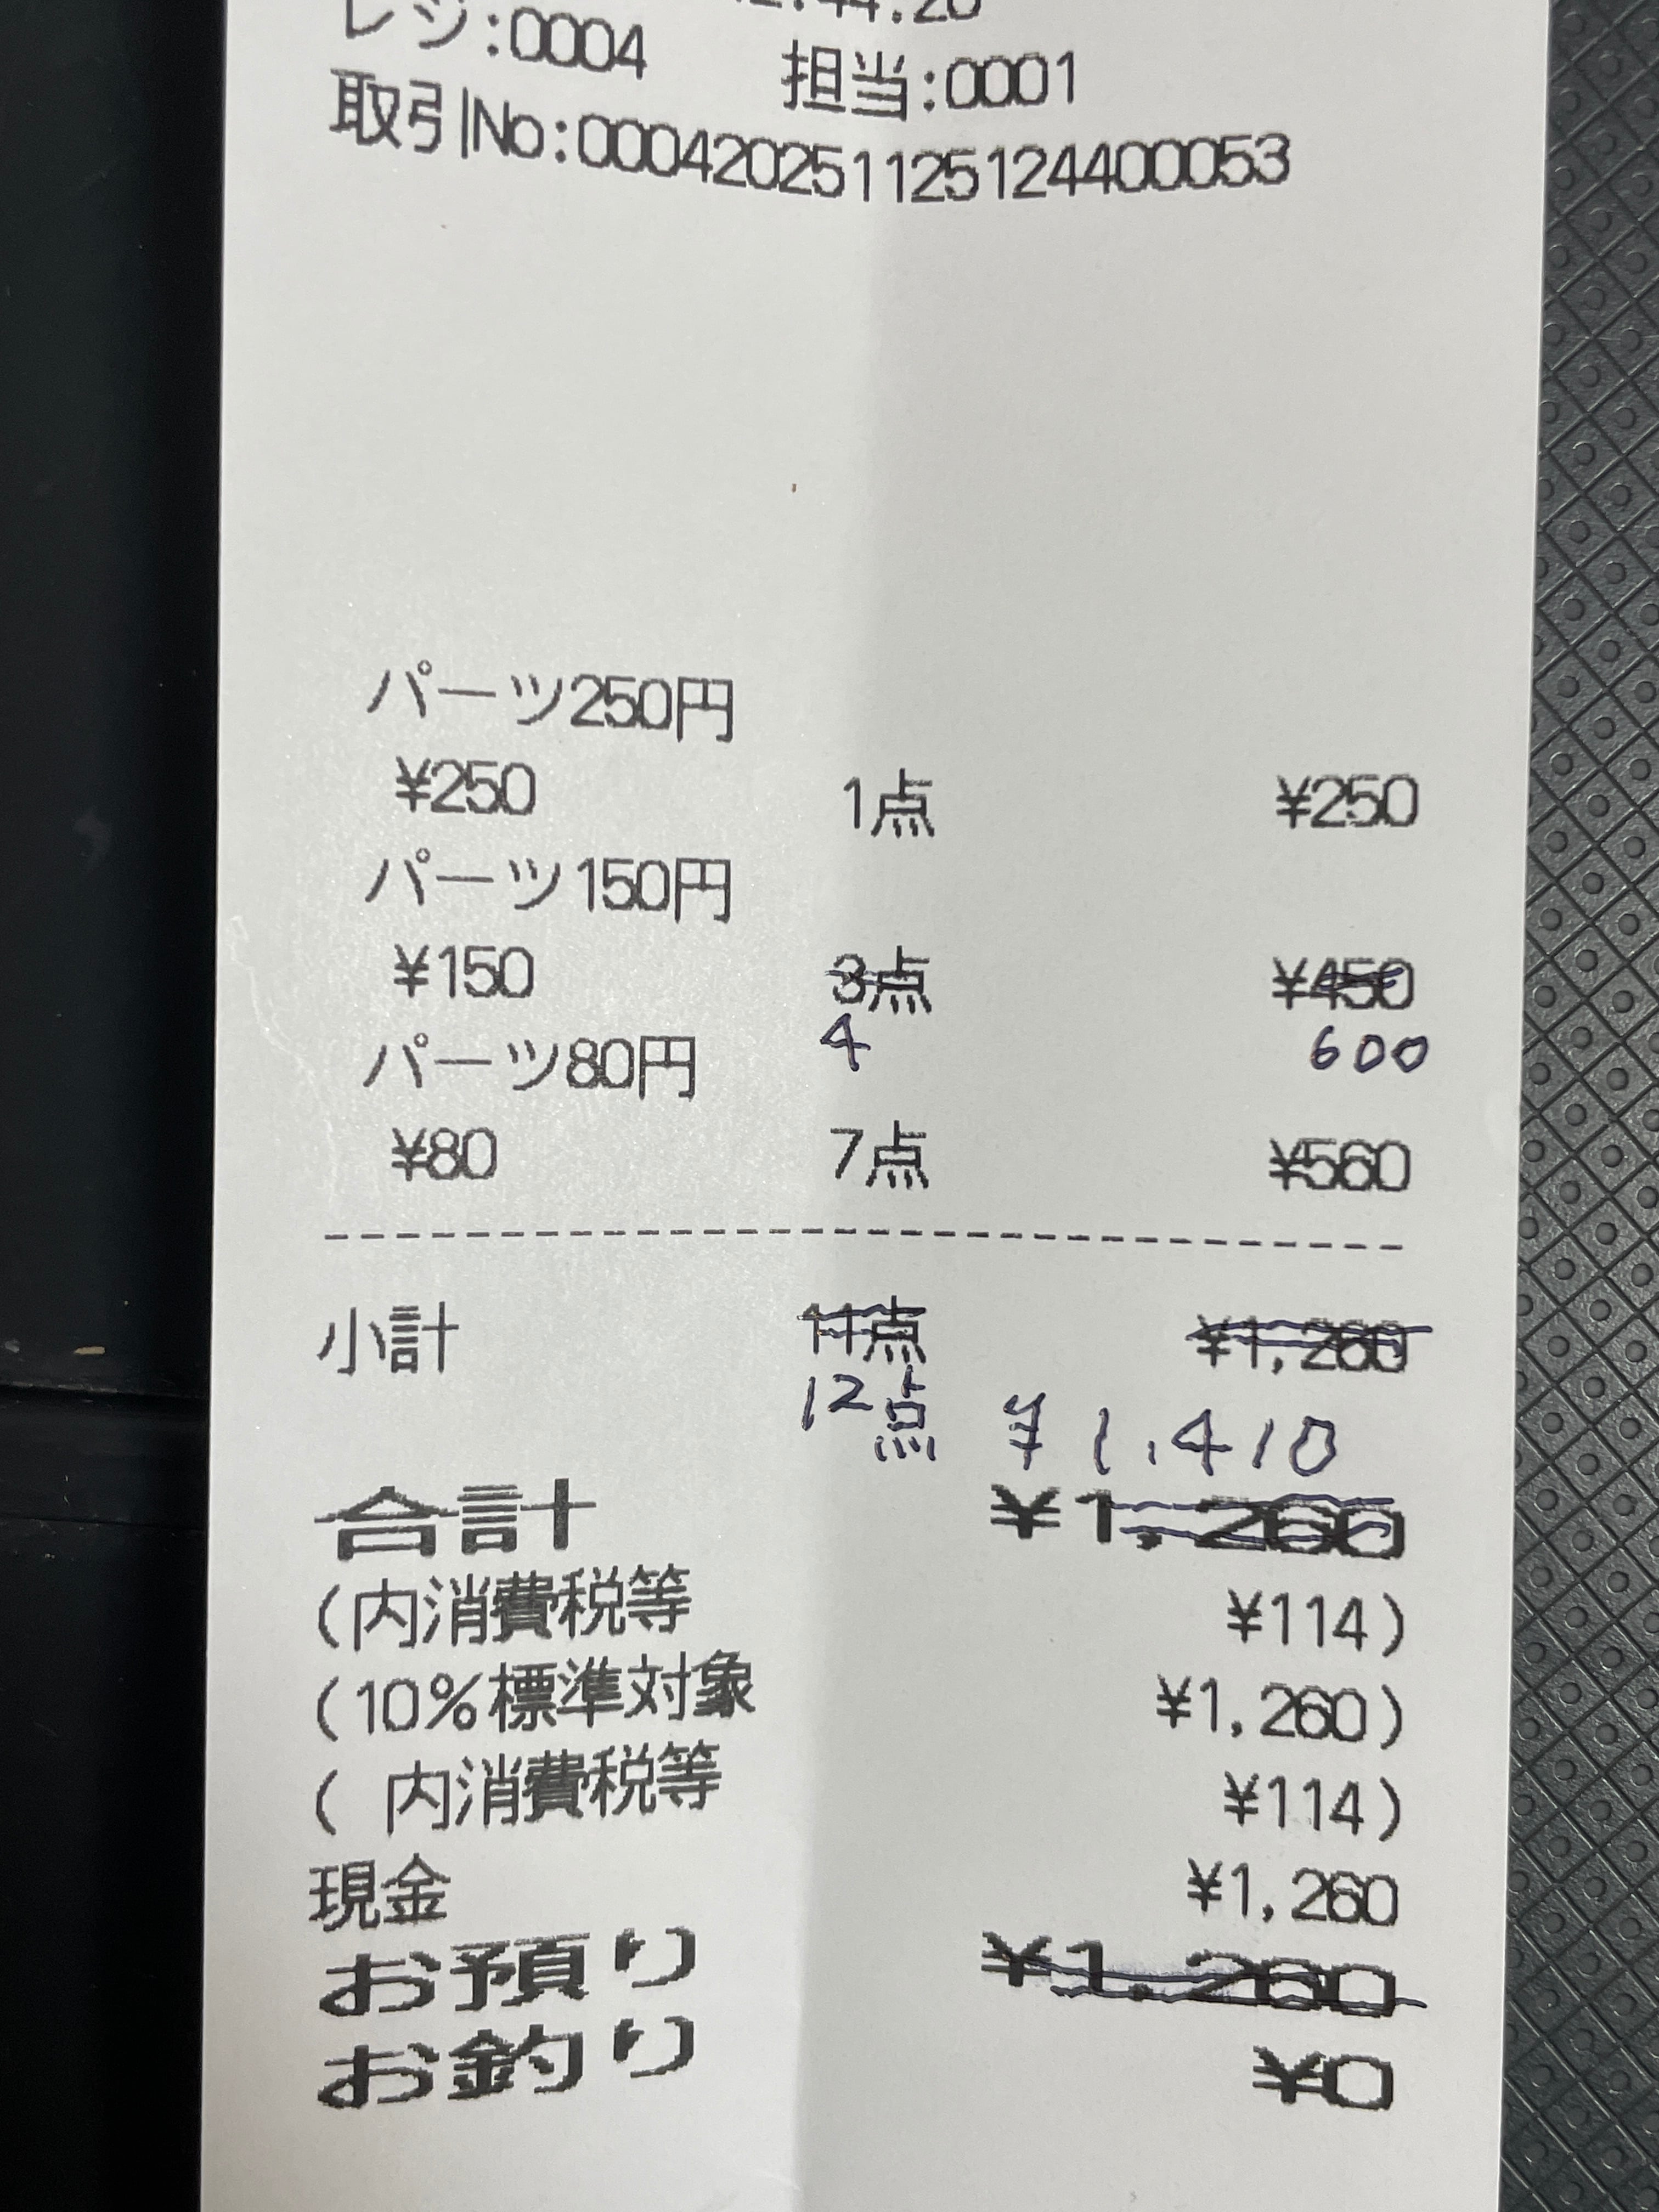 レジ:0004 担当:0001
取引No:00042025112512440​0053
パーツ250円
¥250 1点 ¥250
パーツ150円
¥150 3点 ¥450
4 600
パーツ80円
¥80 7点 ¥560
小計 11点 ¥1,260
12点 ¥1,410
合計 ¥1,260
(内消費税等 ¥114)
(10%標準対象 ¥1,260)
( 内消費税等 ¥114)
現金 ¥1,260
お預り ¥1,260
お釣り ¥0